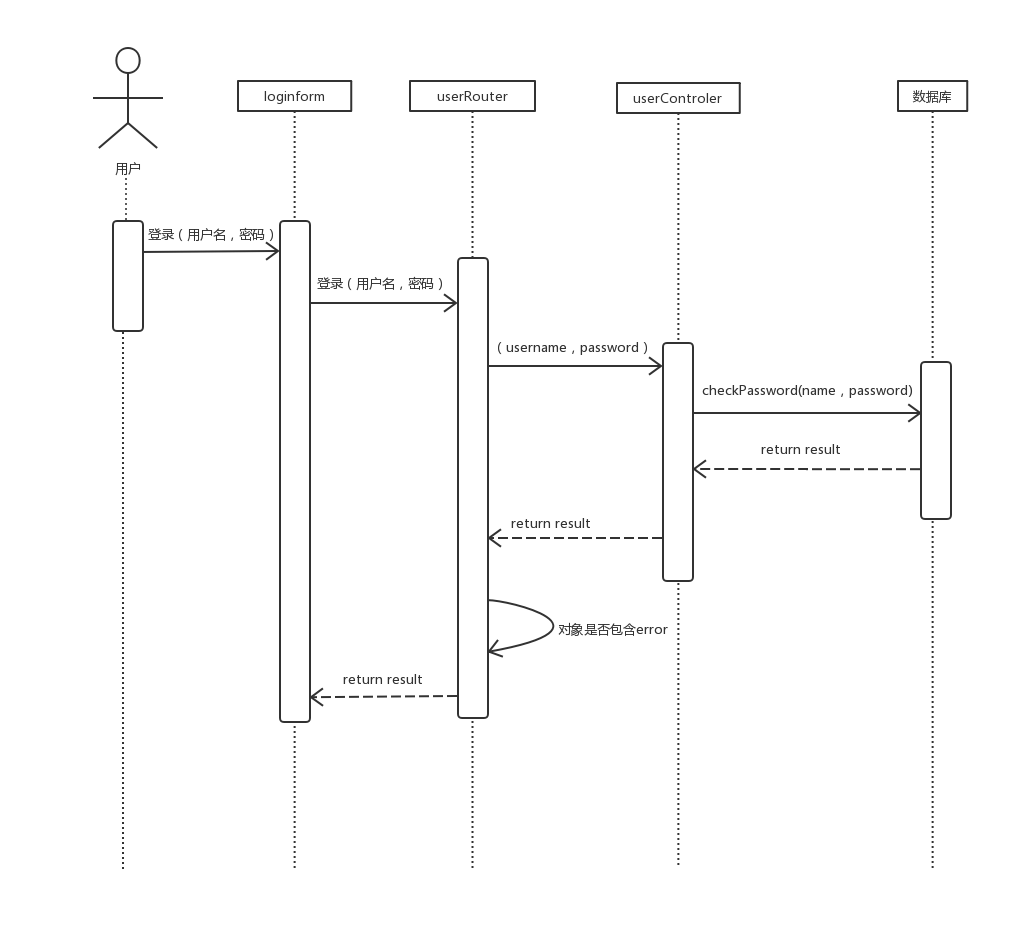 loginform
userRouter
userControler
数据库
用户
登录（用户名，密码）
登录（用户名，密码）
（username，password）
checkPassword(name，password)
return result
return result
对象是否包含error
return result